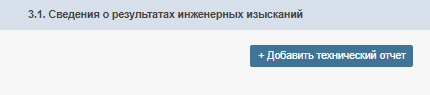 3.1. Сведения о результатах инженерных изысканий
+ Добавить технический отчет